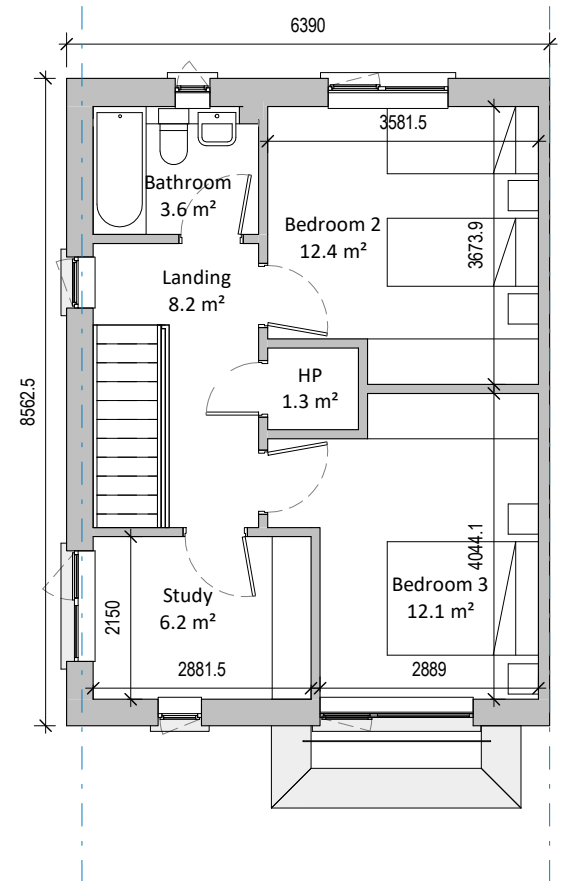 6390
3581.5
Bathroom
3.6 m²
Bedroom 2
12.4 m²
3673.9
Landing
8.2 m²
HP
1.3 m²
8562.5
4044.1
Bedroom 3
12.1 m²
Study
6.2 m²
2150
2881.5
2889